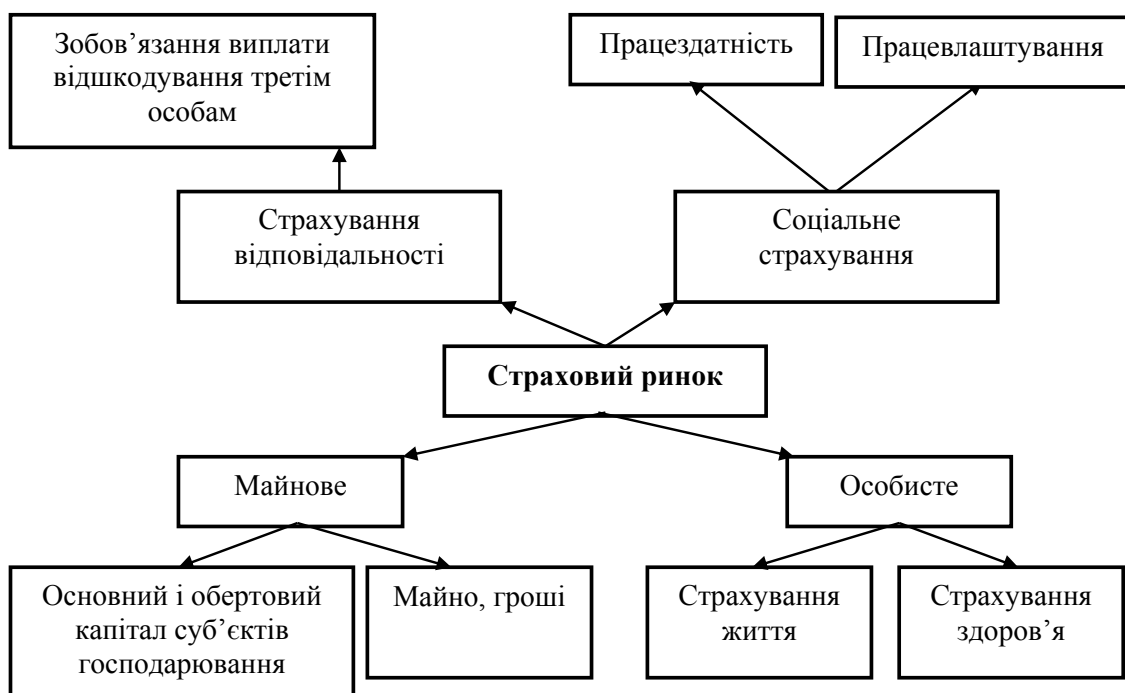 Зобов’язання виплати
відшкодування третім
особам
Працездатність
Працевлаштування
Страхування
відповідальності
Соціальне
страхування
Страховий ринок
Майнове
Особисте
Основний і обертовий
капітал суб’єктів
господарювання
Майно, гроші
Страхування
життя
Страхування
здоров’я